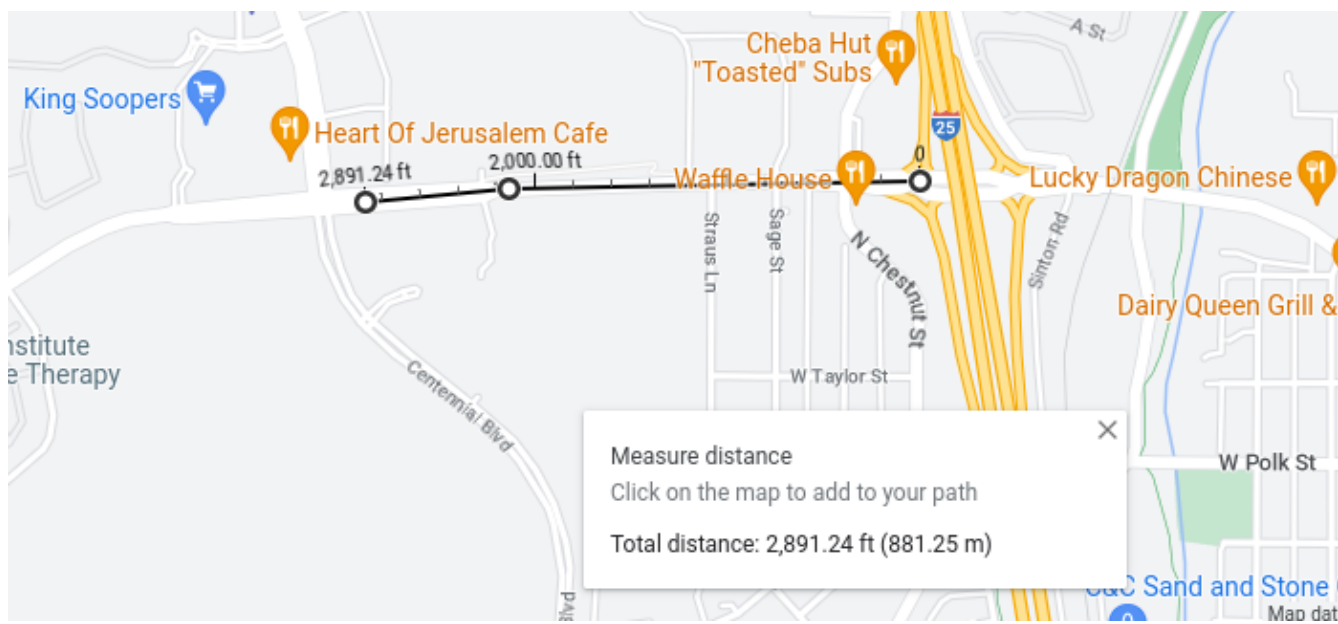 A St
Cheba Hut
"Toasted" Subs
King Soopers
25
Heart Of Jerusalem Cafe
2,000.00 ft
0
2,891.24 ft
Waffle House
Lucky Dragon Chinese
Straus Ln
Sage St
N Chestnut St
Sinton Rd
Dairy Queen Grill &
nstitute
e Therapy
W Taylor St
Centennial Blvd
Measure distance
Click on the map to add to your path
Total distance: 2,891.24 ft (881.25 m)
W Polk St
C&C Sand and Stone
Blvd
Map dat